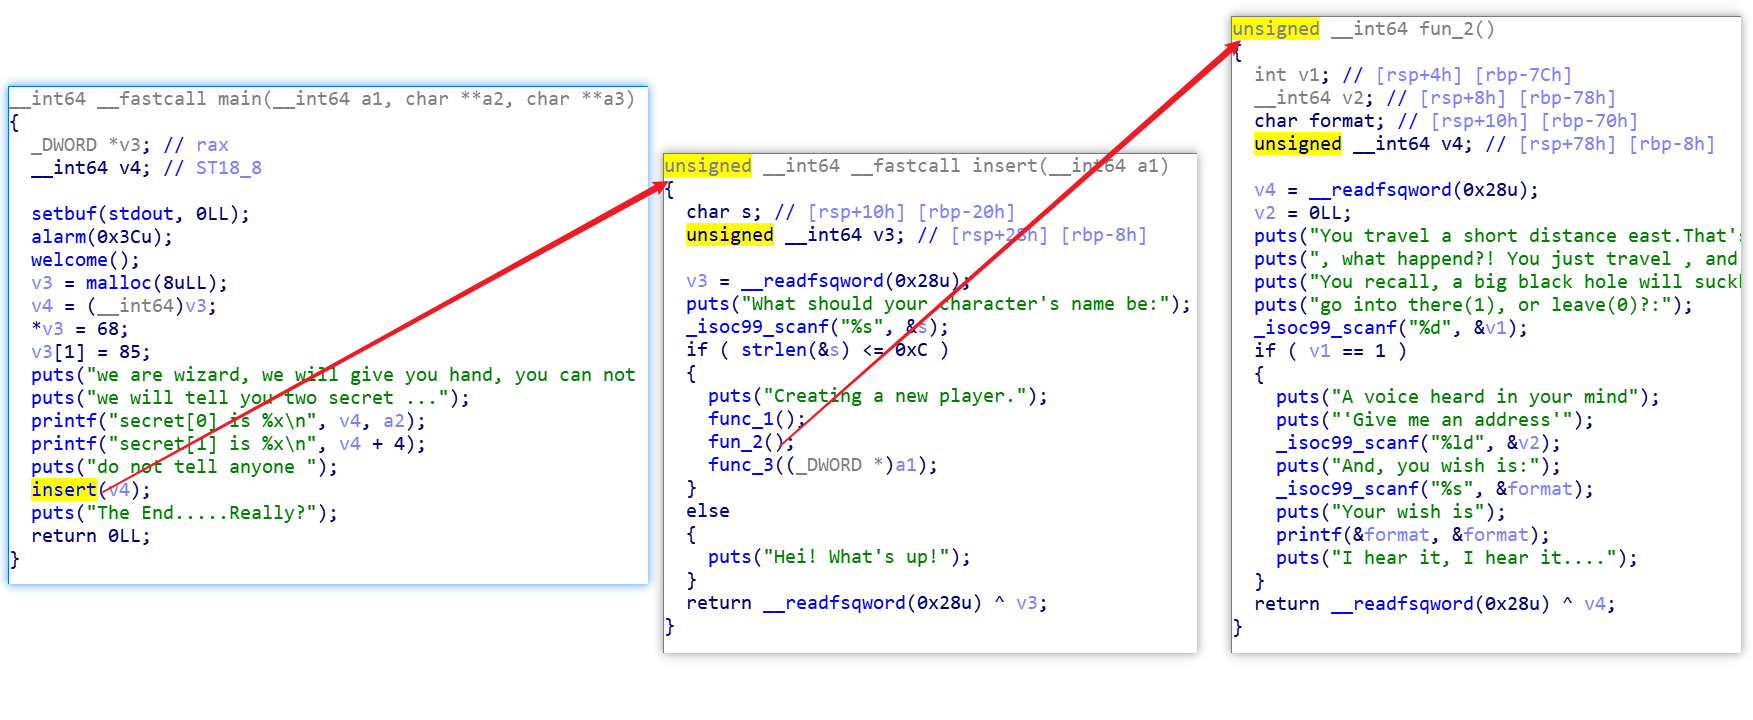 __int64 __fastcall main(__int64 a1, char **a2, char **a3)
{
_DWORD *v3; // rax
__int64 v4; // ST18_8
setbuf(stdout, 0LL);
alarm(0x3Cu);
welcome();
v3 = malloc(8uLL);
v4 = (__int64)v3;
*v3 = 68;
v3[1] = 85;
puts("we are wizard, we will give you hand, you can not
puts("we will tell you two secret ...");
printf("secret[0] is %x\n", v4, a2);
printf("secret[1] is %x\n", v4 + 4);
puts("do not tell anyone ");
insert(v4);
puts("The End.....Really?");
return 0LL;
}
unsigned __int64 __fastcall insert(__int64 a1)
{
char s; // [rsp+10h] [rbp-20h]
unsigned __int64 v3; // [rsp+28h] [rbp-8h]
v3 = __readfsqword(0x28u);
puts("What should your character's name be:");
_isoc99_scanf("%s", &s);
if ( strlen(&s) <= 0xC )
{
puts("Creating a new player.");
func_1();
fun_2();
func_3((_DWORD *)a1);
}
else
{
puts("Hei! What's up!");
}
return __readfsqword(0x28u) ^ v3;
}
unsigned __int64 fun_2()
{
int v1; // [rsp+4h] [rbp-7Ch]
__int64 v2; // [rsp+8h] [rbp-78h]
char format; // [rsp+10h] [rbp-70h]
unsigned __int64 v4; // [rsp+78h] [rbp-8h]
v4 = __readfsqword(0x28u);
v2 = 0LL;
puts("You travel a short distance east.That's
puts(", what happend?! You just travel , and
puts("You recall, a big black hole will suckk
puts("go into there(1), or leave(0)?:");
_isoc99_scanf("%d", &v1);
if ( v1 == 1 )
{
puts("A voice heard in your mind");
puts("'Give me an address'");
_isoc99_scanf("%ld", &v2);
puts("And, you wish is:");
_isoc99_scanf("%s", &format);
puts("Your wish is");
printf(&format, &format);
puts("I hear it, I hear it....");
}
return __readfsqword(0x28u) ^ v4;
}